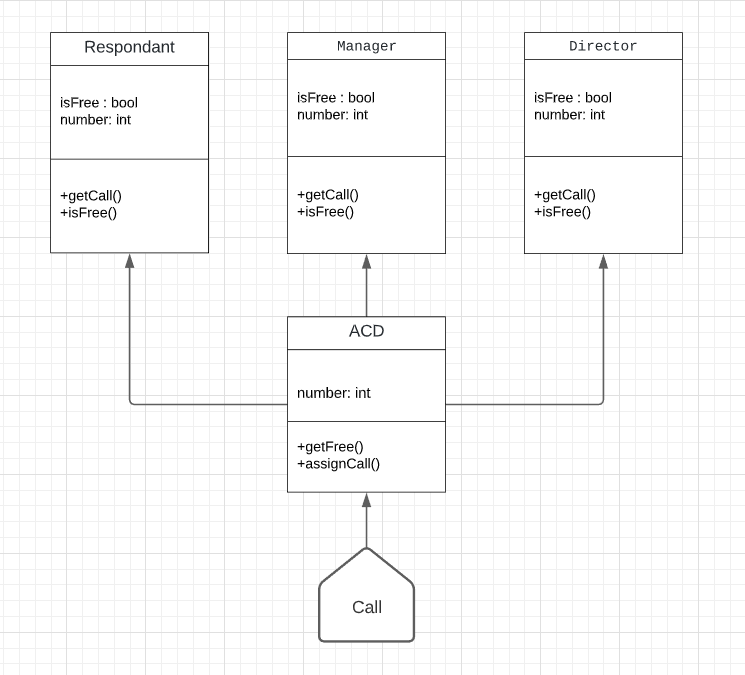 Respondant
isFree : bool
number: int
+getCall()
+isFree()
Manager
isFree : bool
number: int
+getCall()
+isFree()
Director
isFree : bool
number: int
+getCall()
+isFree()
ACD
number: int
+getFree()
+assignCall()
Call